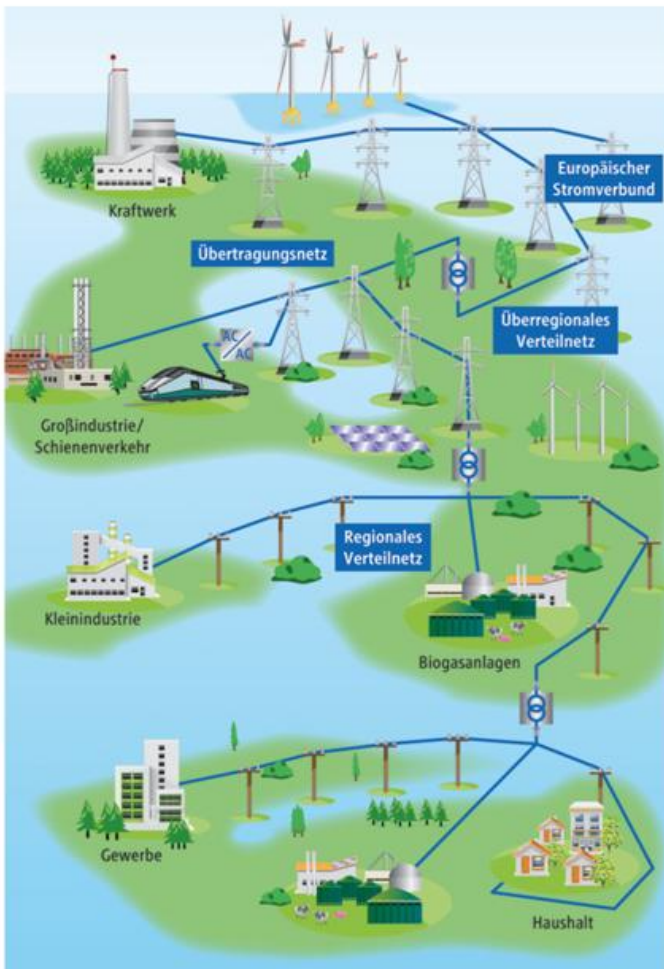 Europäischer
Stromverbund
Kraftwerk
Übertragungsnetz
Überregionales
Verteilnetz
AC
AC
Großindustrie/
Schienenverkehr
Regionales
Verteilnetz
Kleinindustrie
Biogasanlagen
Gewerbe
Haushalt